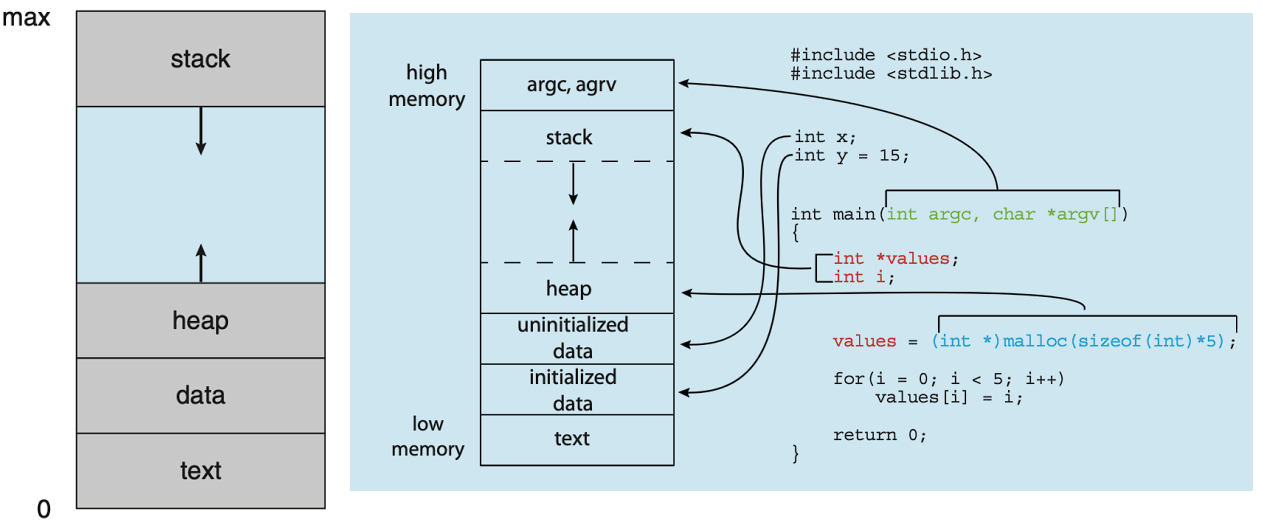 max
stack
heap
data
text
0
high
memory
argc, agrv
stack
heap
uninitialized
data
initialized
data
low
memory
text
#include <stdio.h>
#include <stdlib.h>
int x;
int y = 15;
int main(int argc, char *argv[])
{
int *values;
int i;
values = (int *)malloc(sizeof(int)*5);
for(i = 0; i < 5; i++)
values[i] = i;
return 0;
}